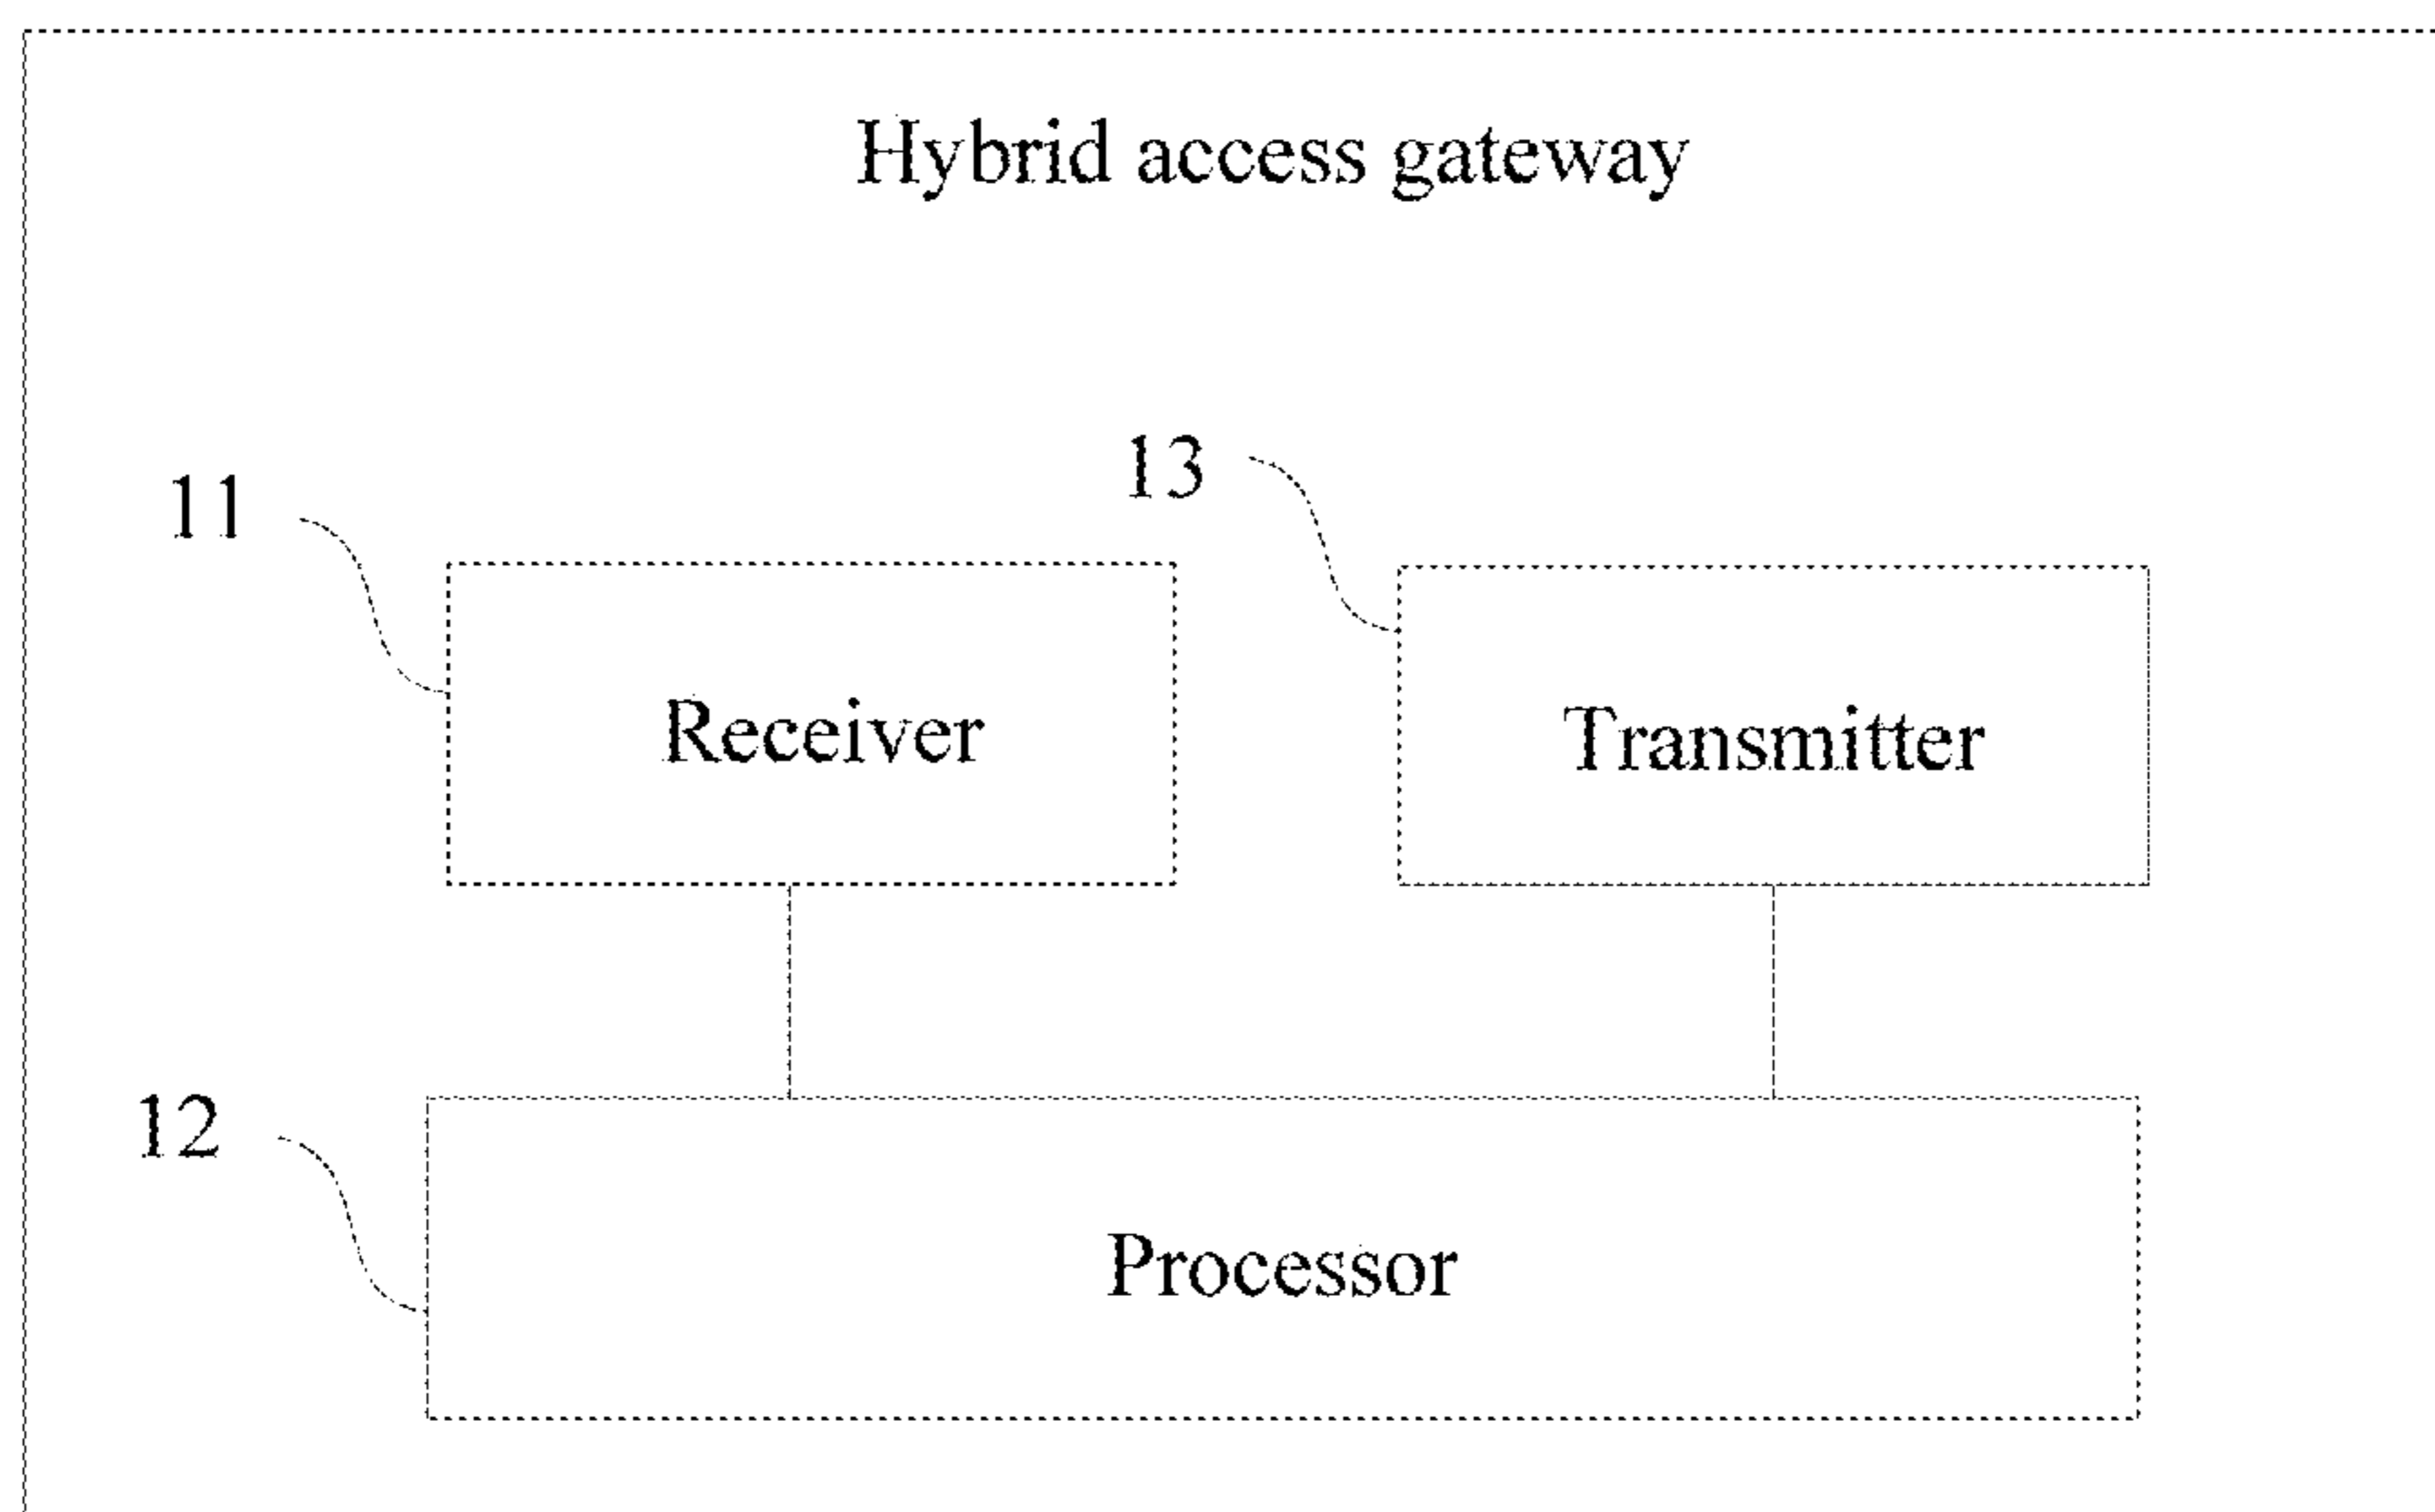 Hybrid access gateway
13
11
Receiver
Transmitter
12
Processor